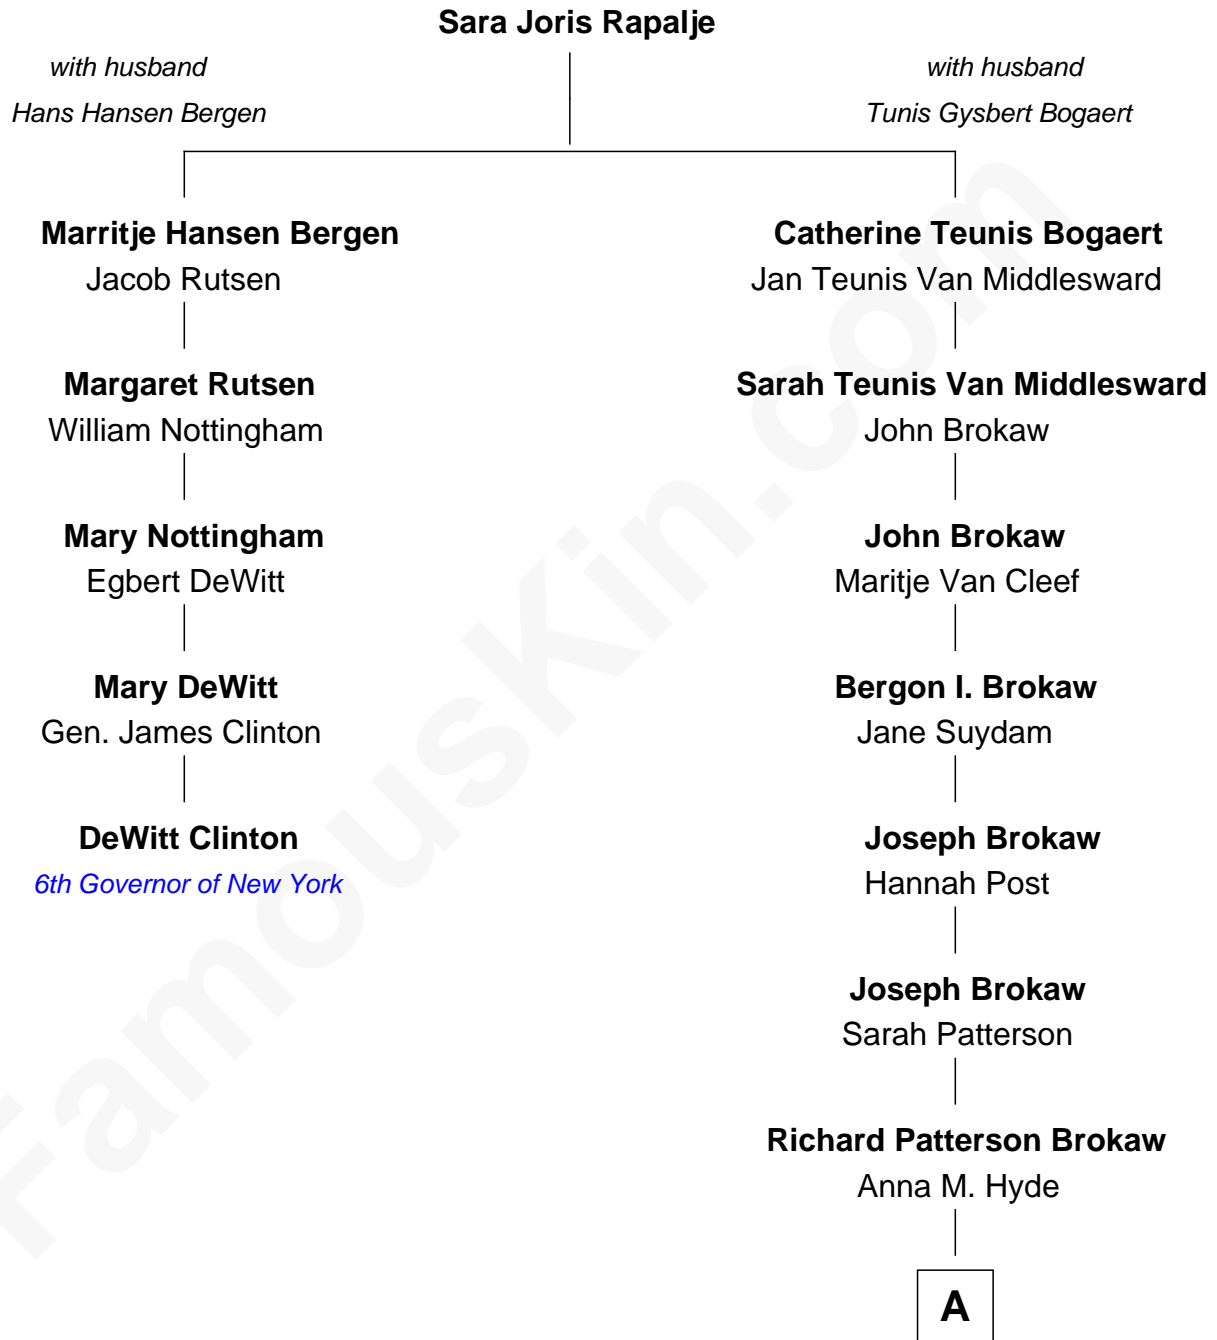 Sara Joris Rapalje
with husband
Hans Hansen Bergen
with husband
Tunis Gysbert Bogaert
Marritje Hansen Bergen
Jacob Rutsen
Catherine Teunis Bogaert
Jan Teunis Van Middlesward
Margaret Rutsen
William Nottingham
Sarah Teunis Van Middlesward
John Brokaw
Mary Nottingham
Egbert DeWitt
John Brokaw
Maritje Van Cleef
Mary DeWitt
Gen. James Clinton
Bergon I. Brokaw
Jane Suydam
DeWitt Clinton
6th Governor of New York
Joseph Brokaw
Hannah Post
Joseph Brokaw
Sarah Patterson
Richard Patterson Brokaw
Anna M. Hyde
A
FamousKin.com